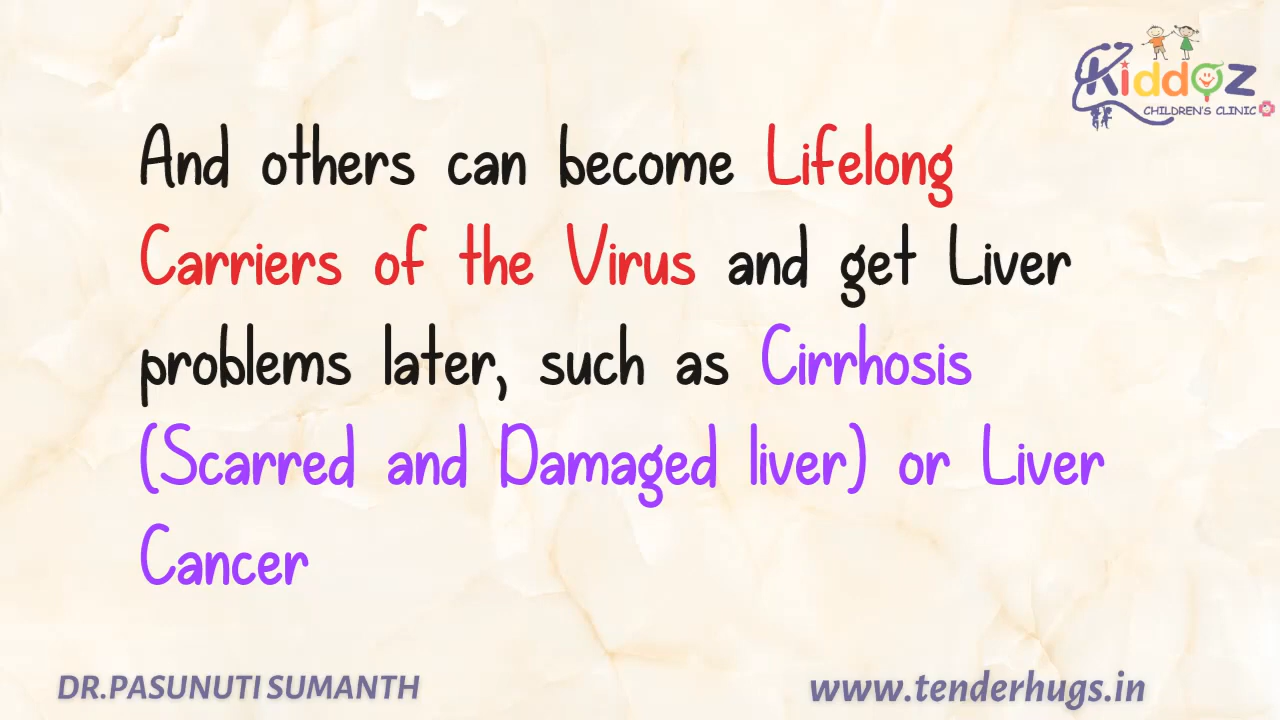 Kiddoz
CHILDREN'S CLINIC
And others can become Lifelong
Carriers of the Virus and get Liver
problems later, such as Cirrhosis
(Scarred and Damaged liver) or Liver
Cancer
DR.PASUNUTI SUMANTH
www.tenderhugs.in